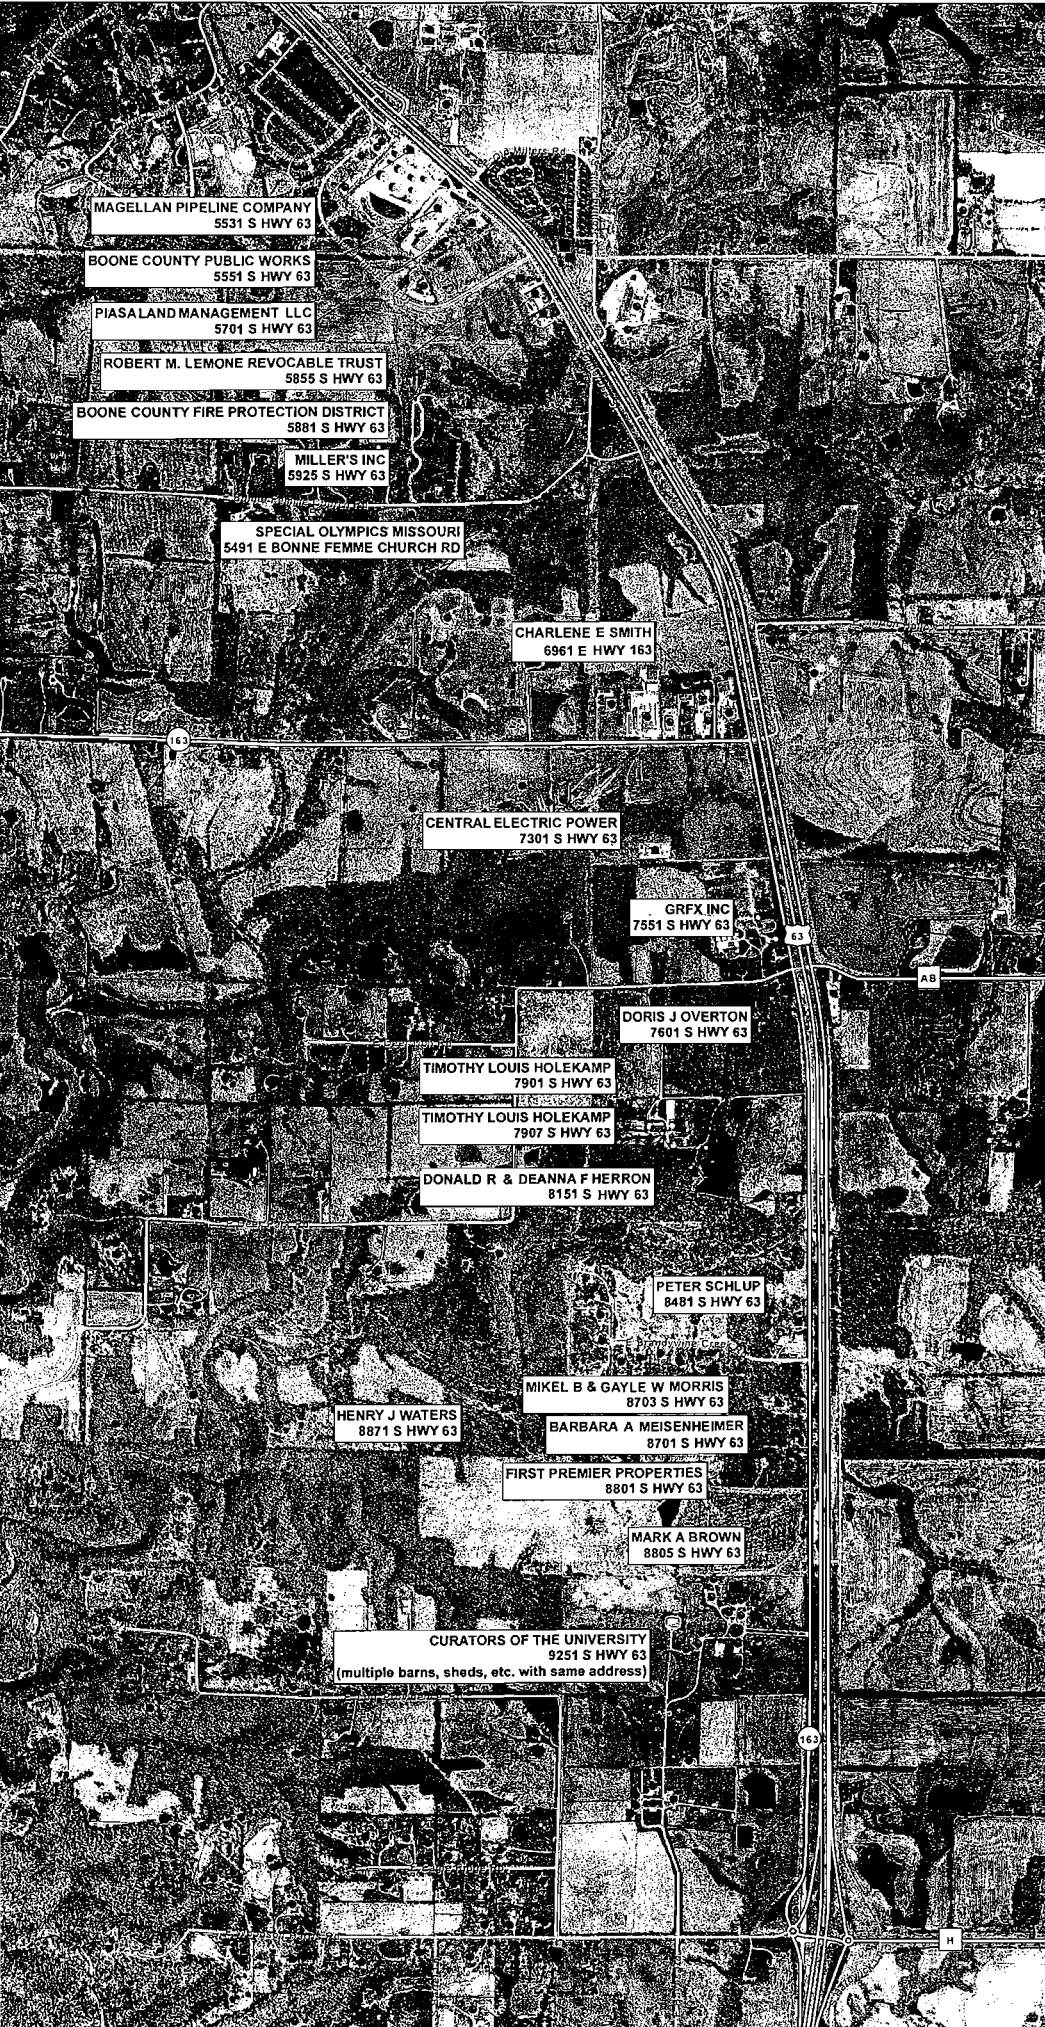 Old Millers Rd
MAGELLAN PIPELINE COMPANY
5531 S HWY 63
BOONE COUNTY PUBLIC WORKS
5551 S HWY 63
PIASALAND MANAGEMENT LLC
5701 S HWY 63
ROBERT M. LEMONE REVOCABLE TRUST
5855 S HWY 63
BOONE COUNTY FIRE PROTECTION DISTRICT
5881 S HWY 63
MILLER'S INC
5925 S HWY 63
SPECIAL OLYMPICS MISSOURI
5491 E BONNE FEMME CHURCH RD
CHARLENE E SMITH
6961 E HWY 163
163
CENTRAL ELECTRIC POWER
7301 S HWY 63
GRFX INC
7551 S HWY 63
63
AB
DORIS J OVERTON
7601 S HWY 63
TIMOTHY LOUIS HOLEKAMP
7901 S HWY 63
TIMOTHY LOUIS HOLEKAMP
7907 S HWY 63
DONALD R & DEANNA F HERRON
8151 S HWY 63
PETER SCHLUP
8481 S HWY 63
MIKEL B & GAYLE W MORRIS
8703 S HWY 63
HENRY J WATERS
8871 S HWY 63
BARBARA A MEISENHEIMER
8701 S HWY 63
FIRST PREMIER PROPERTIES
8801 S HWY 63
MARK A BROWN
8805 S HWY 63
CURATORS OF THE UNIVERSITY
9251 S HWY 63
(multiple barns, sheds, etc. with same address)
163
H